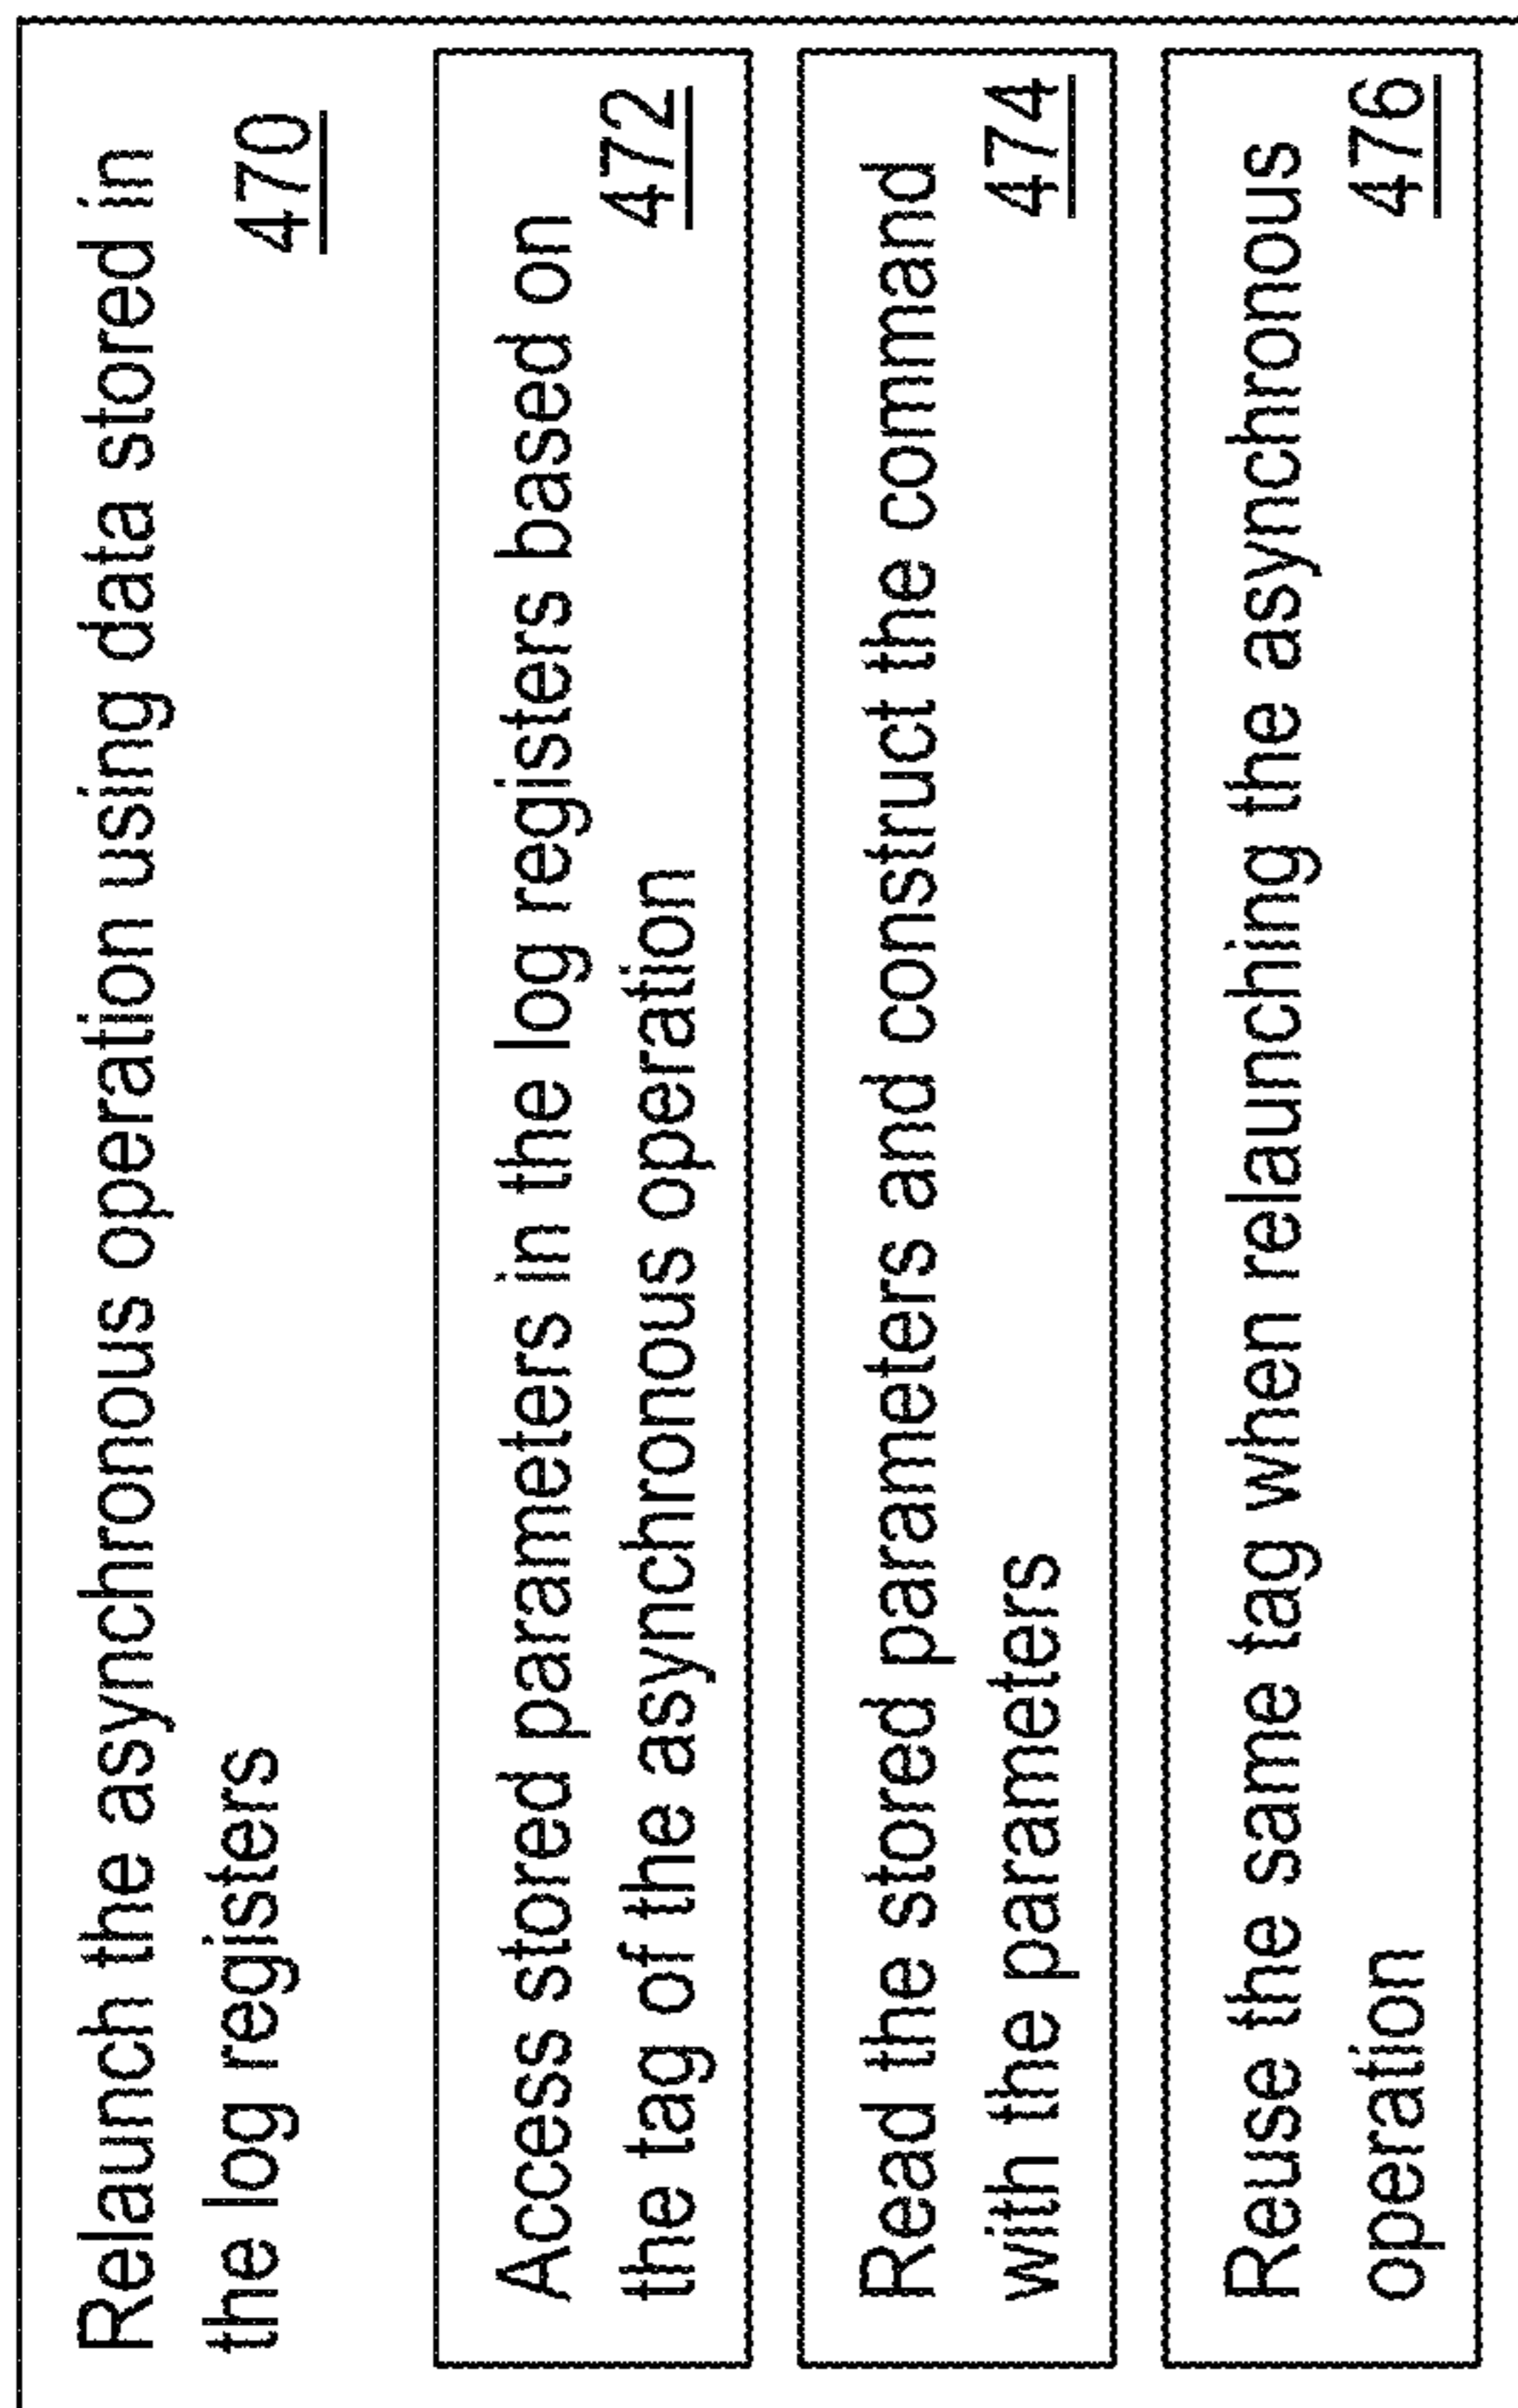 Relaunch the asynchronous operation using data stored in
the log registers
470
Access stored parameters in the log registers based on
the tag of the asynchronous operation
472
Read the stored parameters and construct the command
with the parameters
474
Reuse the same tag when relaunching the asynchronous
operation
476